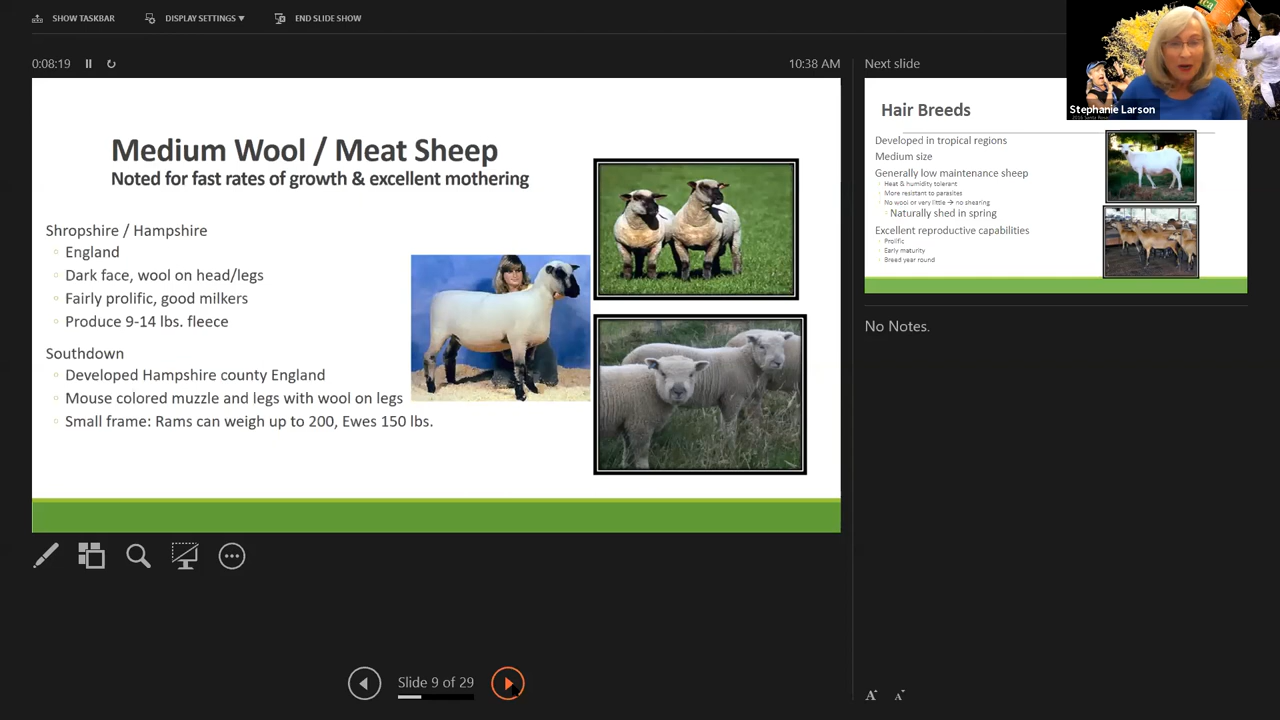 SHOW TASKBAR
DISPLAY SETTINGS ▼
END SLIDE SHOW
0:08:19
10:38 AM
Medium Wool / Meat Sheep
Noted for fast rates of growth & excellent mothering
Shropshire / Hampshire
England
Dark face, wool on head/legs
Fairly prolific, good milkers
Produce 9-14 lbs. fleece
Southdown
Developed Hampshire county England
Mouse colored muzzle and legs with wool on legs
Small frame: Rams can weigh up to 200, Ewes 150 lbs.
Slide 9 of 29
Next slide
Stephanie Larson
Hair Breeds
Developed in tropical regions
Medium size
Generally low maintenance sheep
Heat & humidity tolerant
More resistant to parasites
No wool or very little → no shearing
Naturally shed in spring
Excellent reproductive capabilities
Prolific
Early maturity
Breed year round
No Notes.
A A